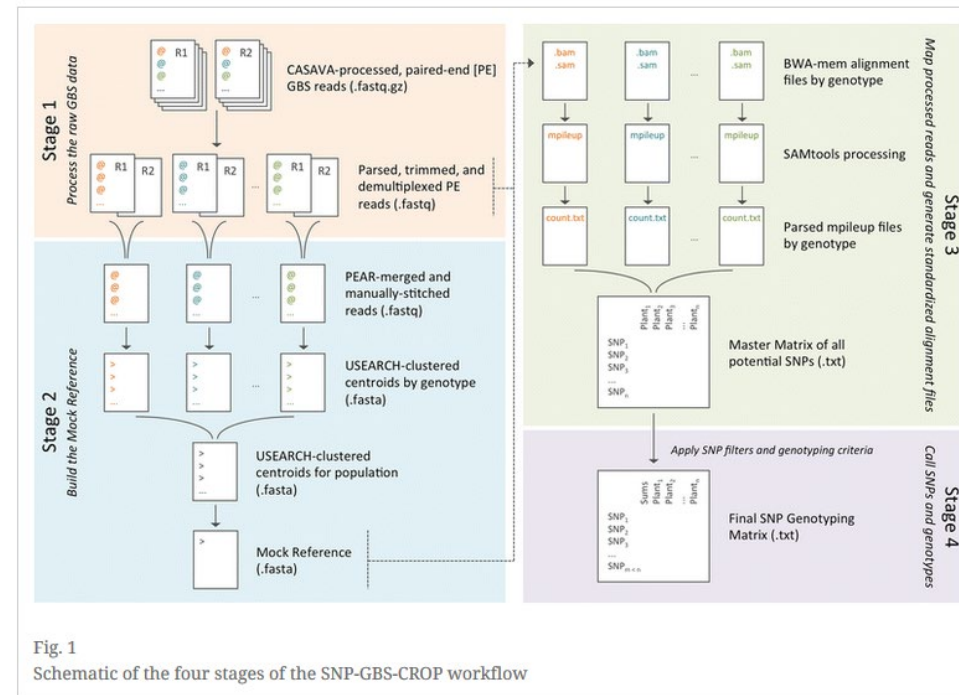 Stage 1
Process the raw GBS data
@ R1
@
@
...
@ R2
@
@
...
CASAVA-processed, paired-end [PE]
GBS reads (.fastq.gz)
@ R1
@ R2
@
...
@ R1
@ R2
@
...
...
@ R1
@ R2
@
...
Parsed, trimmed, and
demultiplexed PE
reads (.fastq)
Stage 2
Build the Mock Reference
@
@
@
...
@
@
@
...
...
@
@
@
...
PEAR-merged and
manually-stitched
reads (.fastq)
>
>
>
...
>
>
>
...
...
>
>
>
...
USEARCH-clustered
centroids by genotype
(.fasta)
>
>
>
...
USEARCH-clustered
centroids for population
(.fasta)
>
Mock Reference
(.fasta)
.bam
.sam
.bam
.sam
...
.bam
.sam
BWA-mem alignment
files by genotype
mpileup
mpileup
...
mpileup
SAMtools processing
count.txt
count.txt
...
count.txt
Parsed mpileup files
by genotype
Plant₁
Plant₂
Plant₃
...
Plantₙ
SNP₁
SNP₂
SNP₃
...
SNPₙ
Master Matrix of all
potential SNPs (.txt)
Stage 3
Map processed reads and generate standardized alignment files
Apply SNP filters and genotyping criteria
Sums
Plant₁
Plant₂
...
Plantₙ
SNP₁
SNP₂
SNP₃
...
SNPₘ﹤ₙ
Final SNP Genotyping
Matrix (.txt)
Stage 4
Call SNPs and genotypes
Fig. 1
Schematic of the four stages of the SNP-GBS-CROP workflow